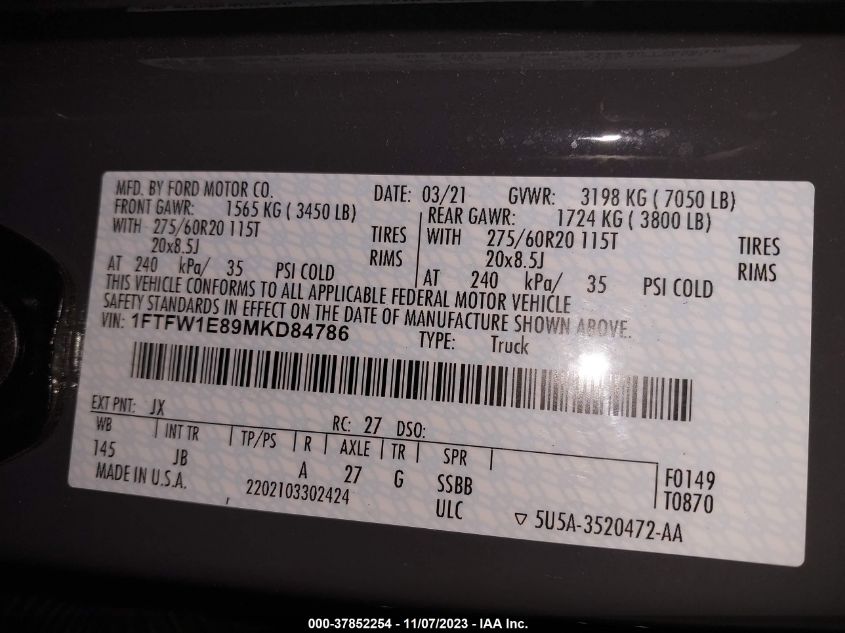 MFD. BY FORD MOTOR CO. DATE: 03/21 GVWR: 3198 KG ( 7050 LB)
FRONT GAWR: 1565 KG ( 3450 LB) REAR GAWR: 1724 KG ( 3800 LB)
WITH 275/60R20 115T TIRES WITH 275/60R20 115T TIRES
20x8.5J RIMS 20x8.5J RIMS
AT 240 kPa/ 35 PSI COLD AT 240 kPa/ 35 PSI COLD
THIS VEHICLE CONFORMS TO ALL APPLICABLE FEDERAL MOTOR VEHICLE
SAFETY STANDARDS IN EFFECT ON THE DATE OF MANUFACTURE SHOWN ABOVE.
VIN: 1FTFW1E89MKD84786 TYPE: Truck
EXT PNT: JX RC: 27 DSO:
WB INT TR TP/PS R AXLE TR SPR
145 JB A 27 G SSBB F0149
MADE IN U.S.A. 2202103302424 ULC T0870
5U5A-3520472-AA
000-37852254 - 11/07/2023 - IAA Inc.